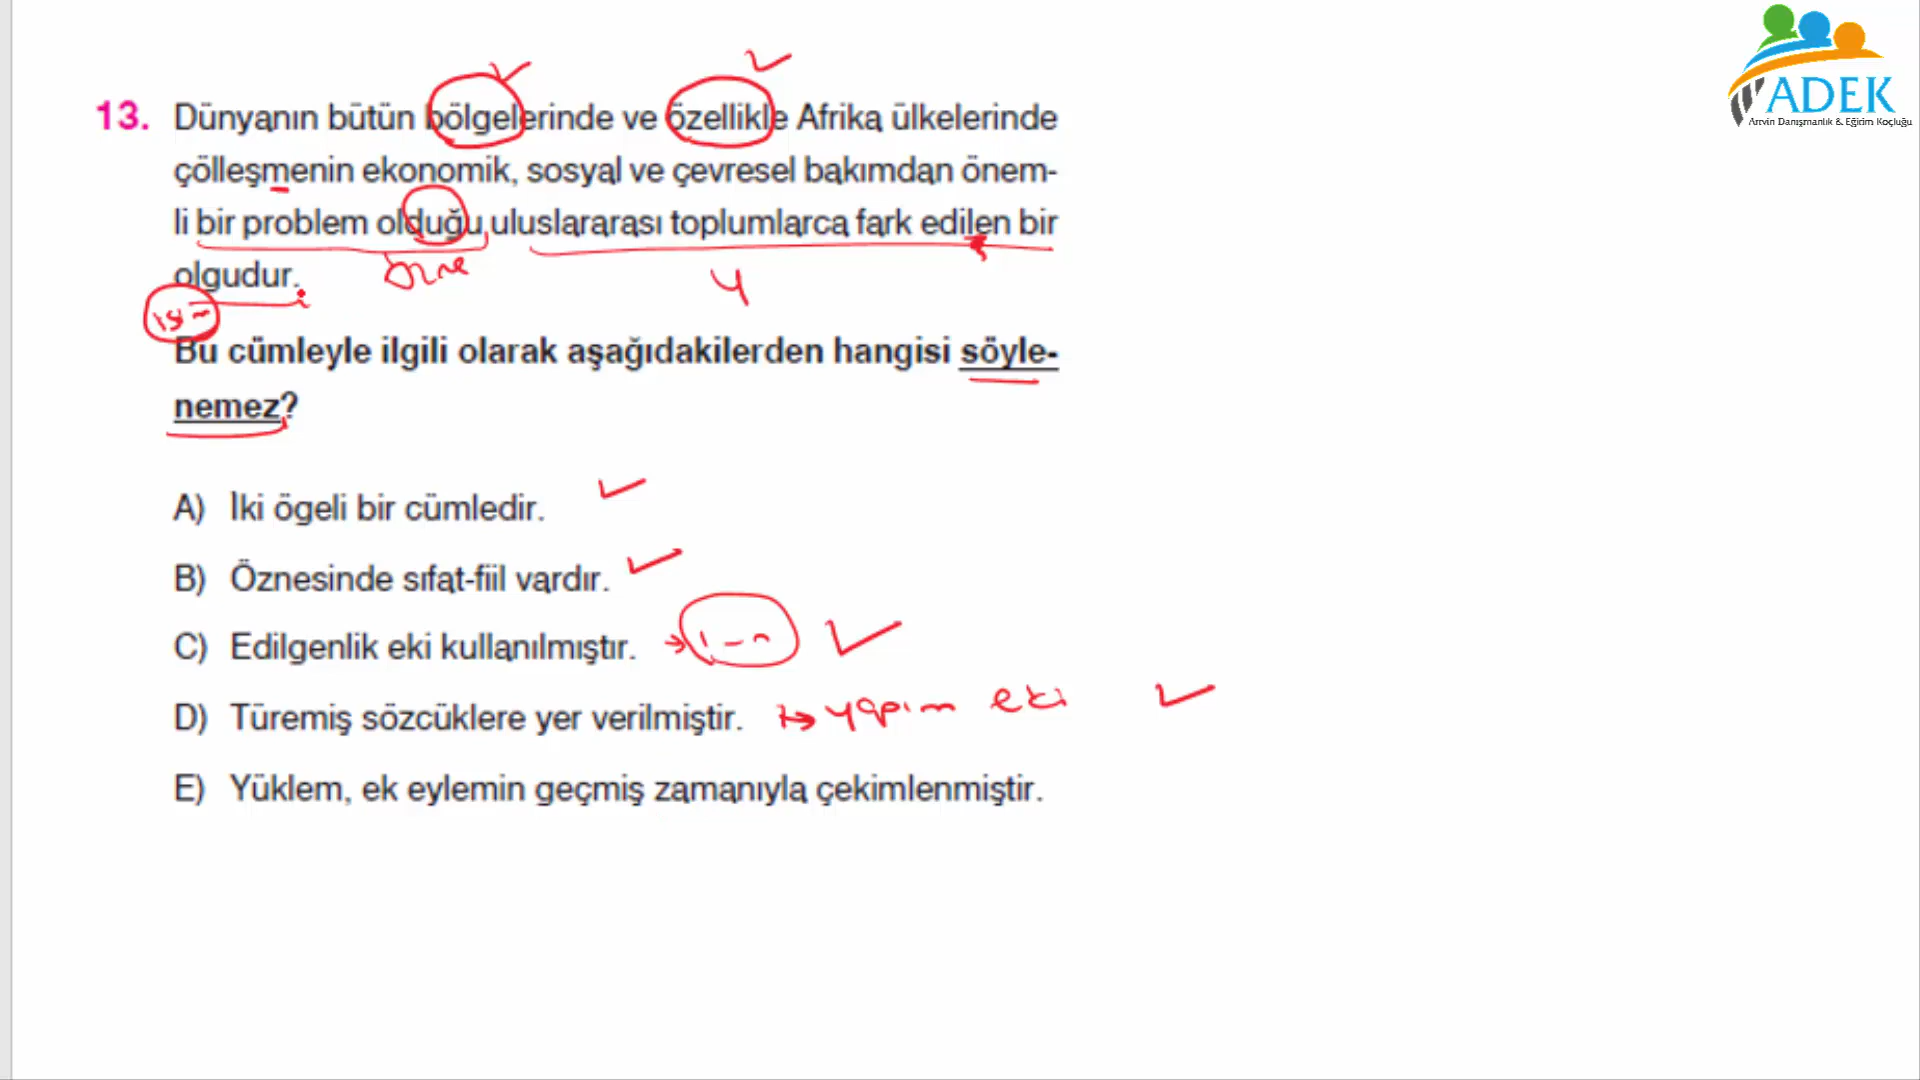 ADEK
Artvin Danışmanlık & Eğitim Koçluğu
13. Dünyanın bütün bölgelerinde ve özellikle Afrika ülkelerinde
çölleşmenin ekonomik, sosyal ve çevresel bakımdan önem-
li bir problem olduğu uluslararası toplumlarca fark edilen bir
olgudur.
özne
Y
Bu cümleyle ilgili olarak aşağıdakilerden hangisi söyle-
nemez?
A) İki ögeli bir cümledir.
B) Öznesinde sıfat-fiil vardır.
C) Edilgenlik eki kullanılmıştır. l-n
D) Türemiş sözcüklere yer verilmiştir. yapım eki
E) Yüklem, ek eylemin geçmiş zamanıyla çekimlenmiştir.